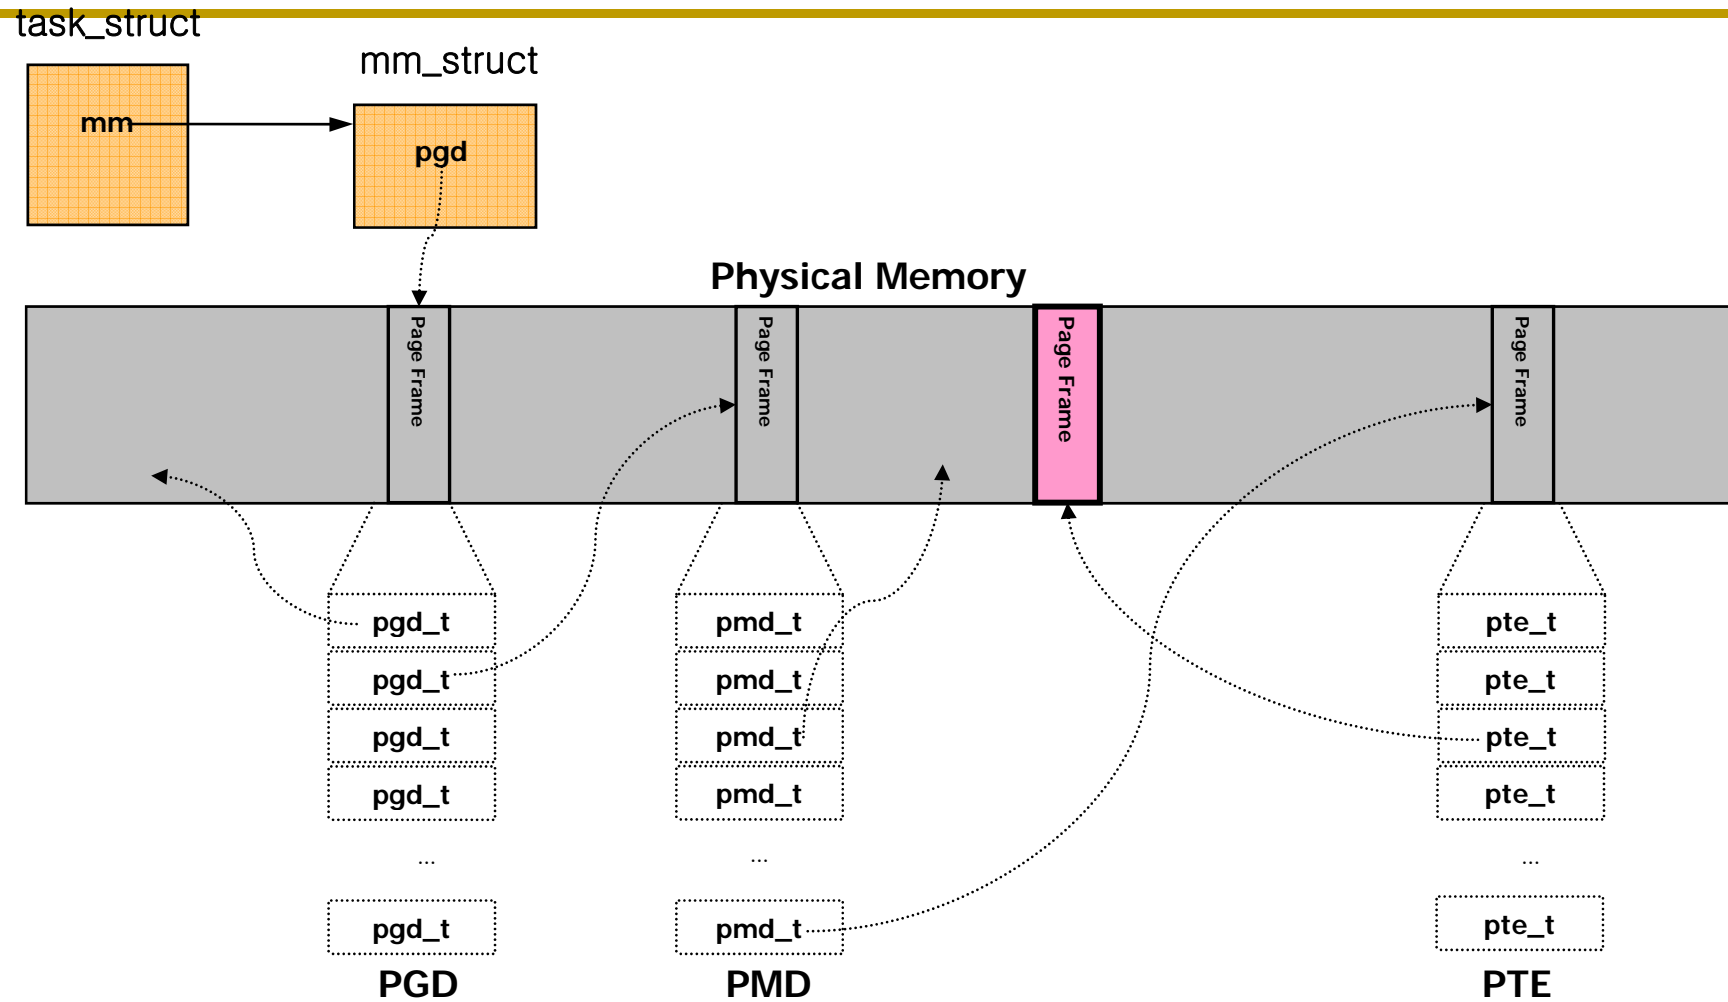 task_struct
mm_struct
mm
pgd
Physical Memory
Page Frame
Page Frame
Page Frame
Page Frame
pgd_t
pmd_t
pte_t
pgd_t
pmd_t
pte_t
pgd_t
pmd_t
pte_t
pgd_t
pmd_t
pte_t
...
...
...
pgd_t
pmd_t
pte_t
PGD
PMD
PTE